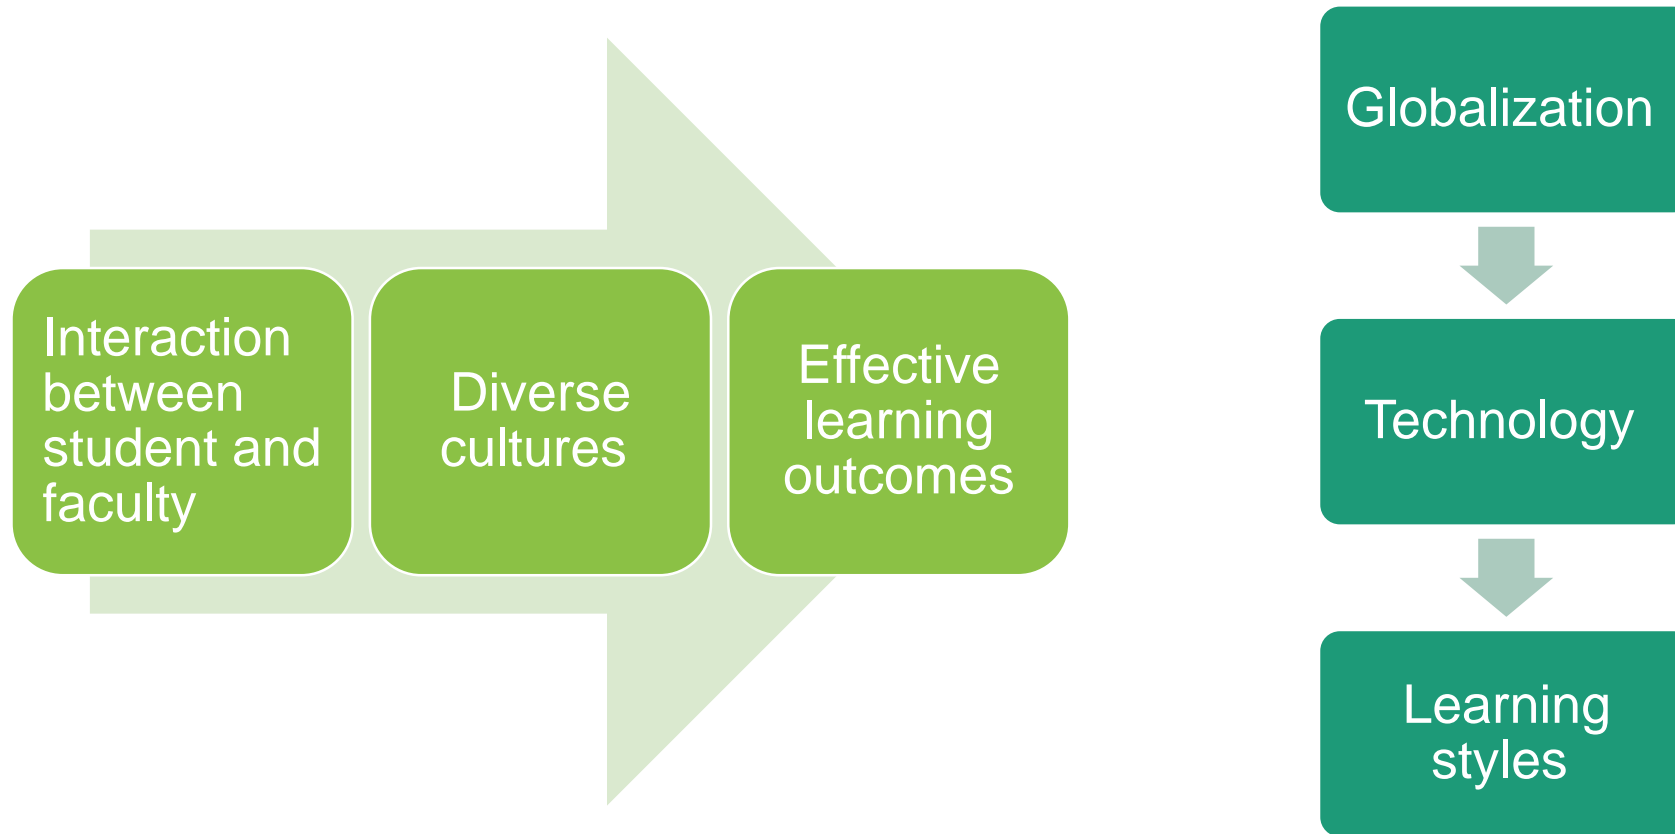 Interaction
between
student and
faculty
Diverse
cultures
Effective
learning
outcomes
Globalization
Technology
Learning
styles